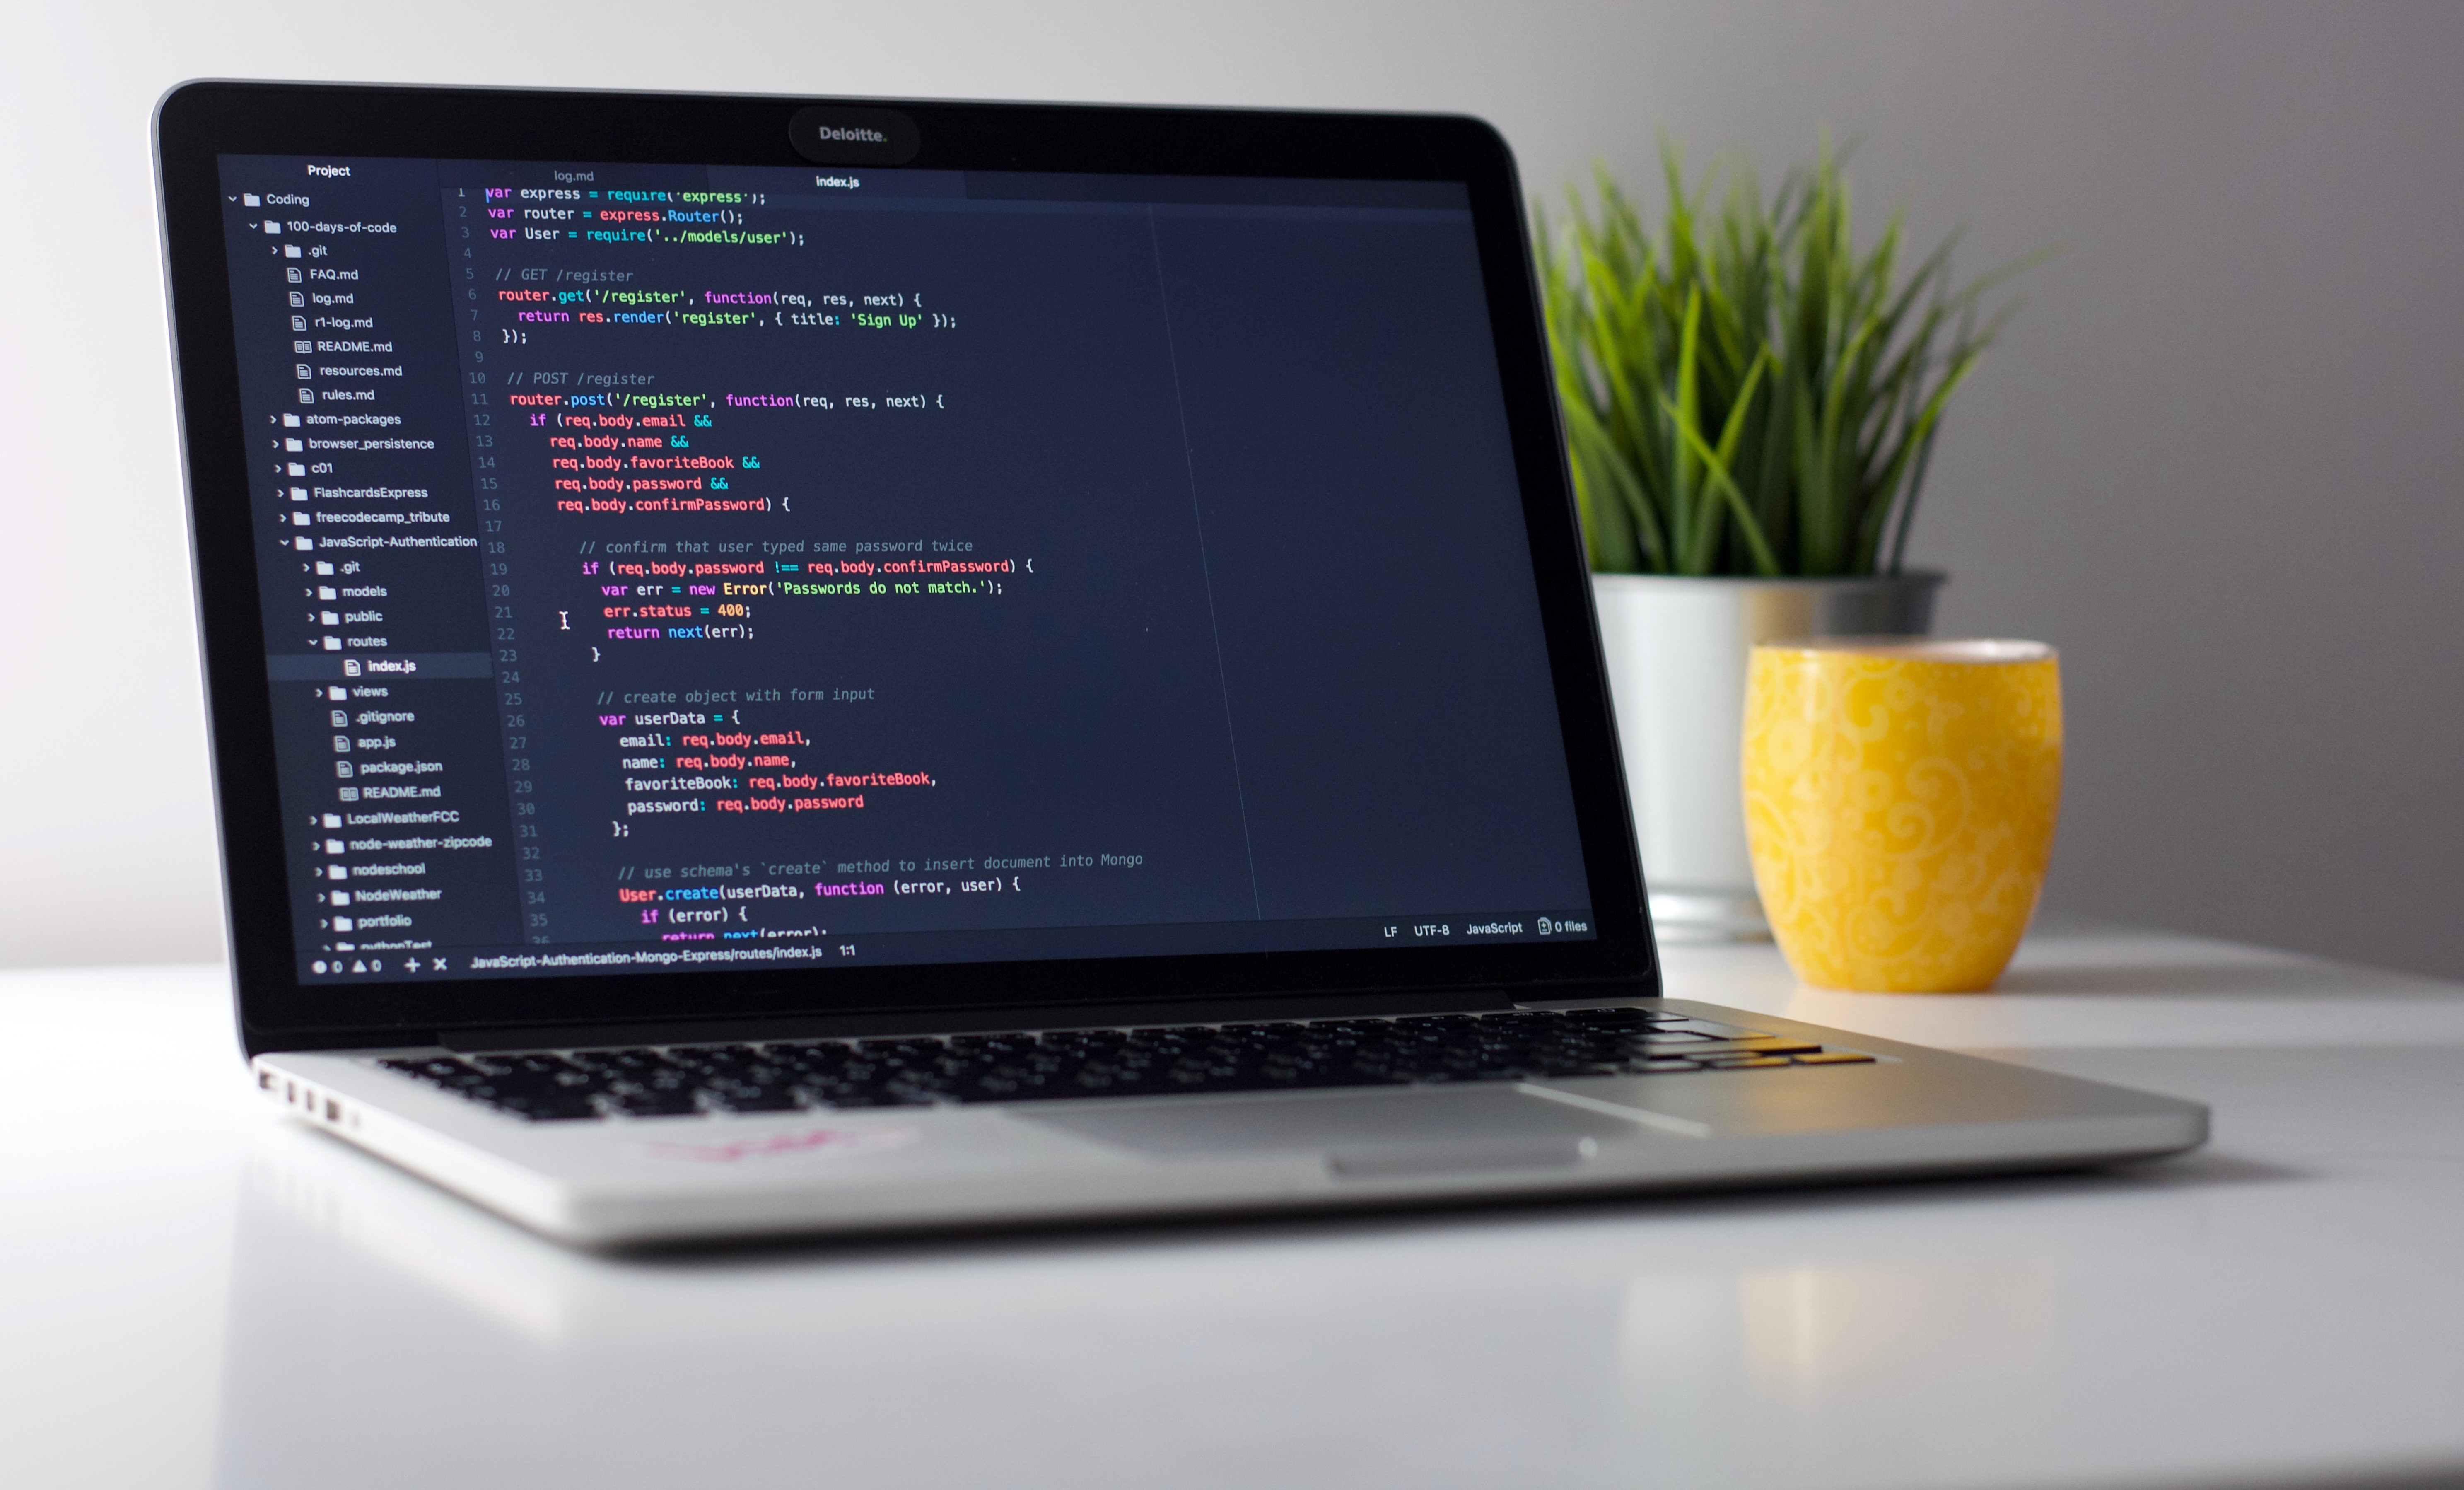 Deloitte.
Project
Coding
100-days-of-code
.git
FAQ.md
log.md
r1-log.md
README.md
resources.md
rules.md
atom-packages
browser_persistence
c01
FlashcardsExpress
freecodecamp_tribute
JavaScript-Authentication
.git
models
public
routes
index.js
views
.gitignore
app.js
package.json
README.md
LocalWeatherFCC
node-weather-zipcode
nodeschool
NodeWeather
portfolio
pythonTest
log.md
index.js
1 var express = require('express');
2 var router = express.Router();
3 var User = require('../models/user');
4
5 // GET /register
6 router.get('/register', function(req, res, next) {
7 return res.render('register', { title: 'Sign Up' });
8 });
9
10 // POST /register
11 router.post('/register', function(req, res, next) {
12 if (req.body.email &&
13 req.body.name &&
14 req.body.favoriteBook &&
15 req.body.password &&
16 req.body.confirmPassword) {
17
18 // confirm that user typed same password twice
19 if (req.body.password !== req.body.confirmPassword) {
20 var err = new Error('Passwords do not match.');
21 err.status = 400;
22 return next(err);
23 }
24
25 // create object with form input
26 var userData = {
27 email: req.body.email,
28 name: req.body.name,
29 favoriteBook: req.body.favoriteBook,
30 password: req.body.password
31 };
32
33 // use schema's `create` method to insert document into Mongo
34 User.create(userData, function (error, user) {
35 if (error) {
36 return next(error);
0 0 JavaScript-Authentication-Mongo-Express/routes/index.js 1:1 LF UTF-8 JavaScript 0 files